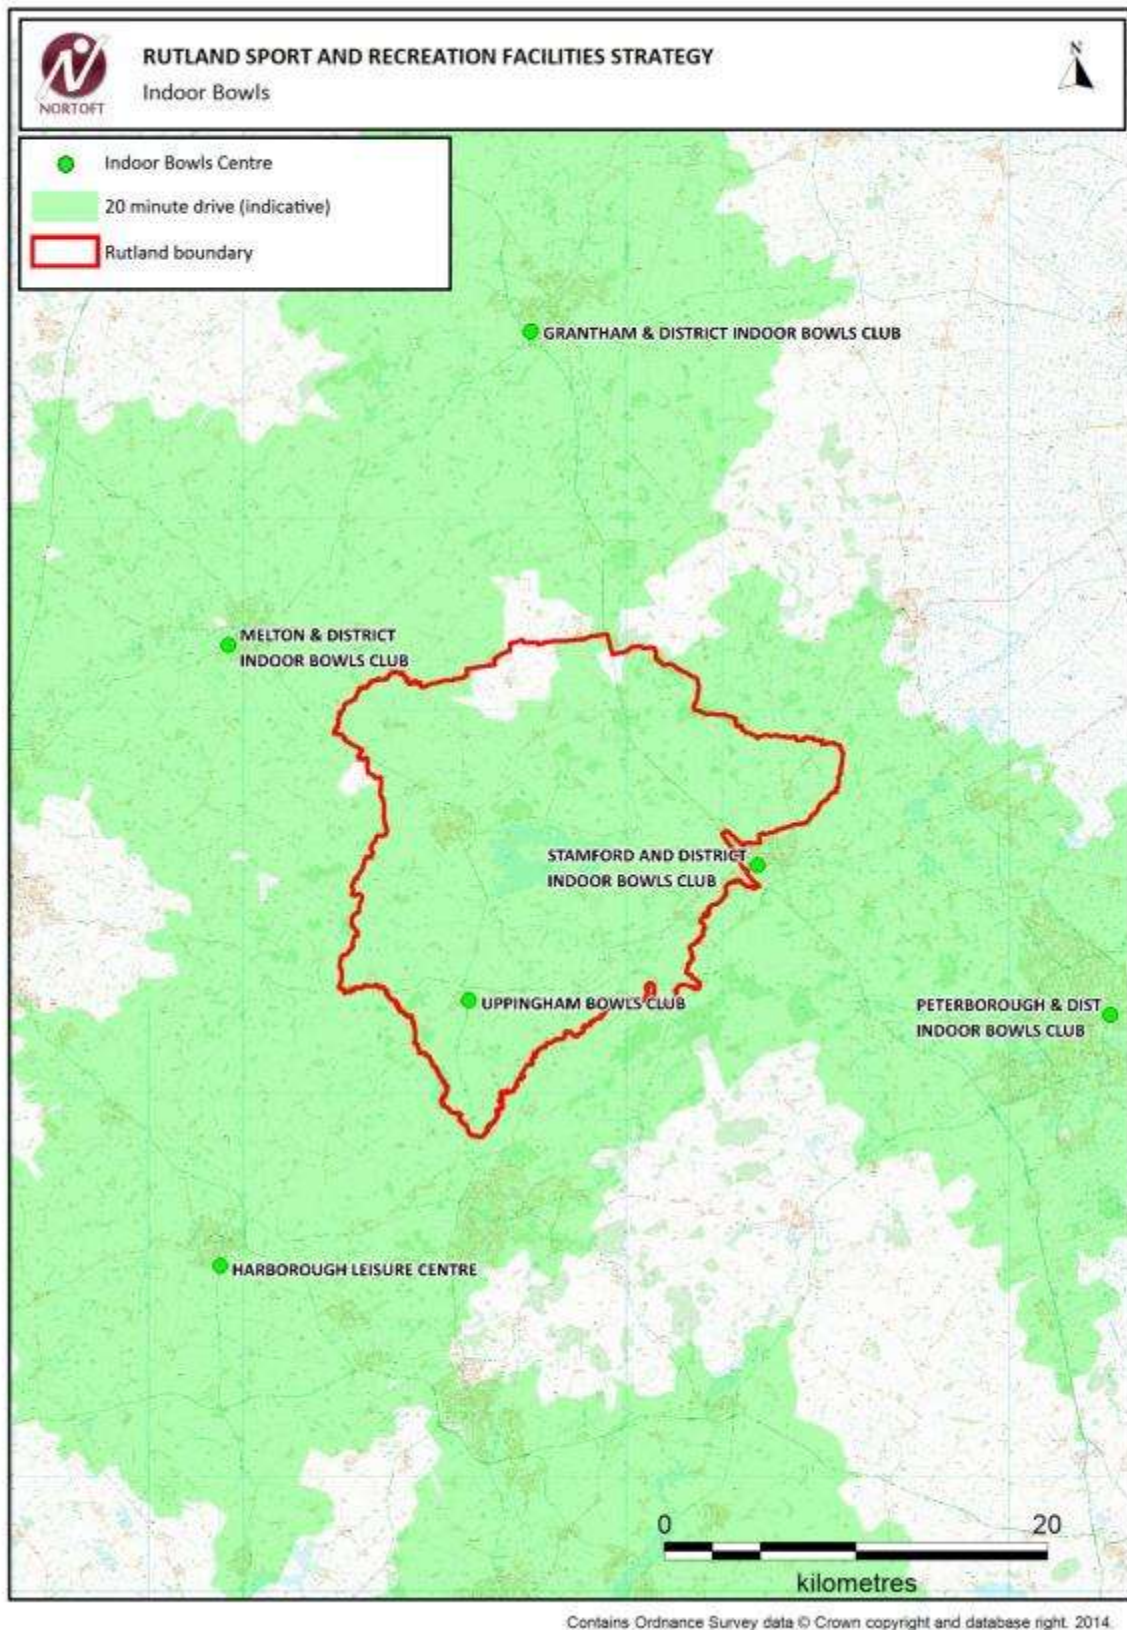 NORTOFT
RUTLAND SPORT AND RECREATION FACILITIES STRATEGY
Indoor Bowls
N
Indoor Bowls Centre
20 minute drive (indicative)
Rutland boundary
GRANTHAM & DISTRICT INDOOR BOWLS CLUB
MELTON & DISTRICT
INDOOR BOWLS CLUB
STAMFORD AND DISTRICT
INDOOR BOWLS CLUB
UPPINGHAM BOWLS CLUB
PETERBOROUGH & DIST
INDOOR BOWLS CLUB
HARBOROUGH LEISURE CENTRE
0 20
kilometres
Contains Ordnance Survey data © Crown copyright and database right. 2014.